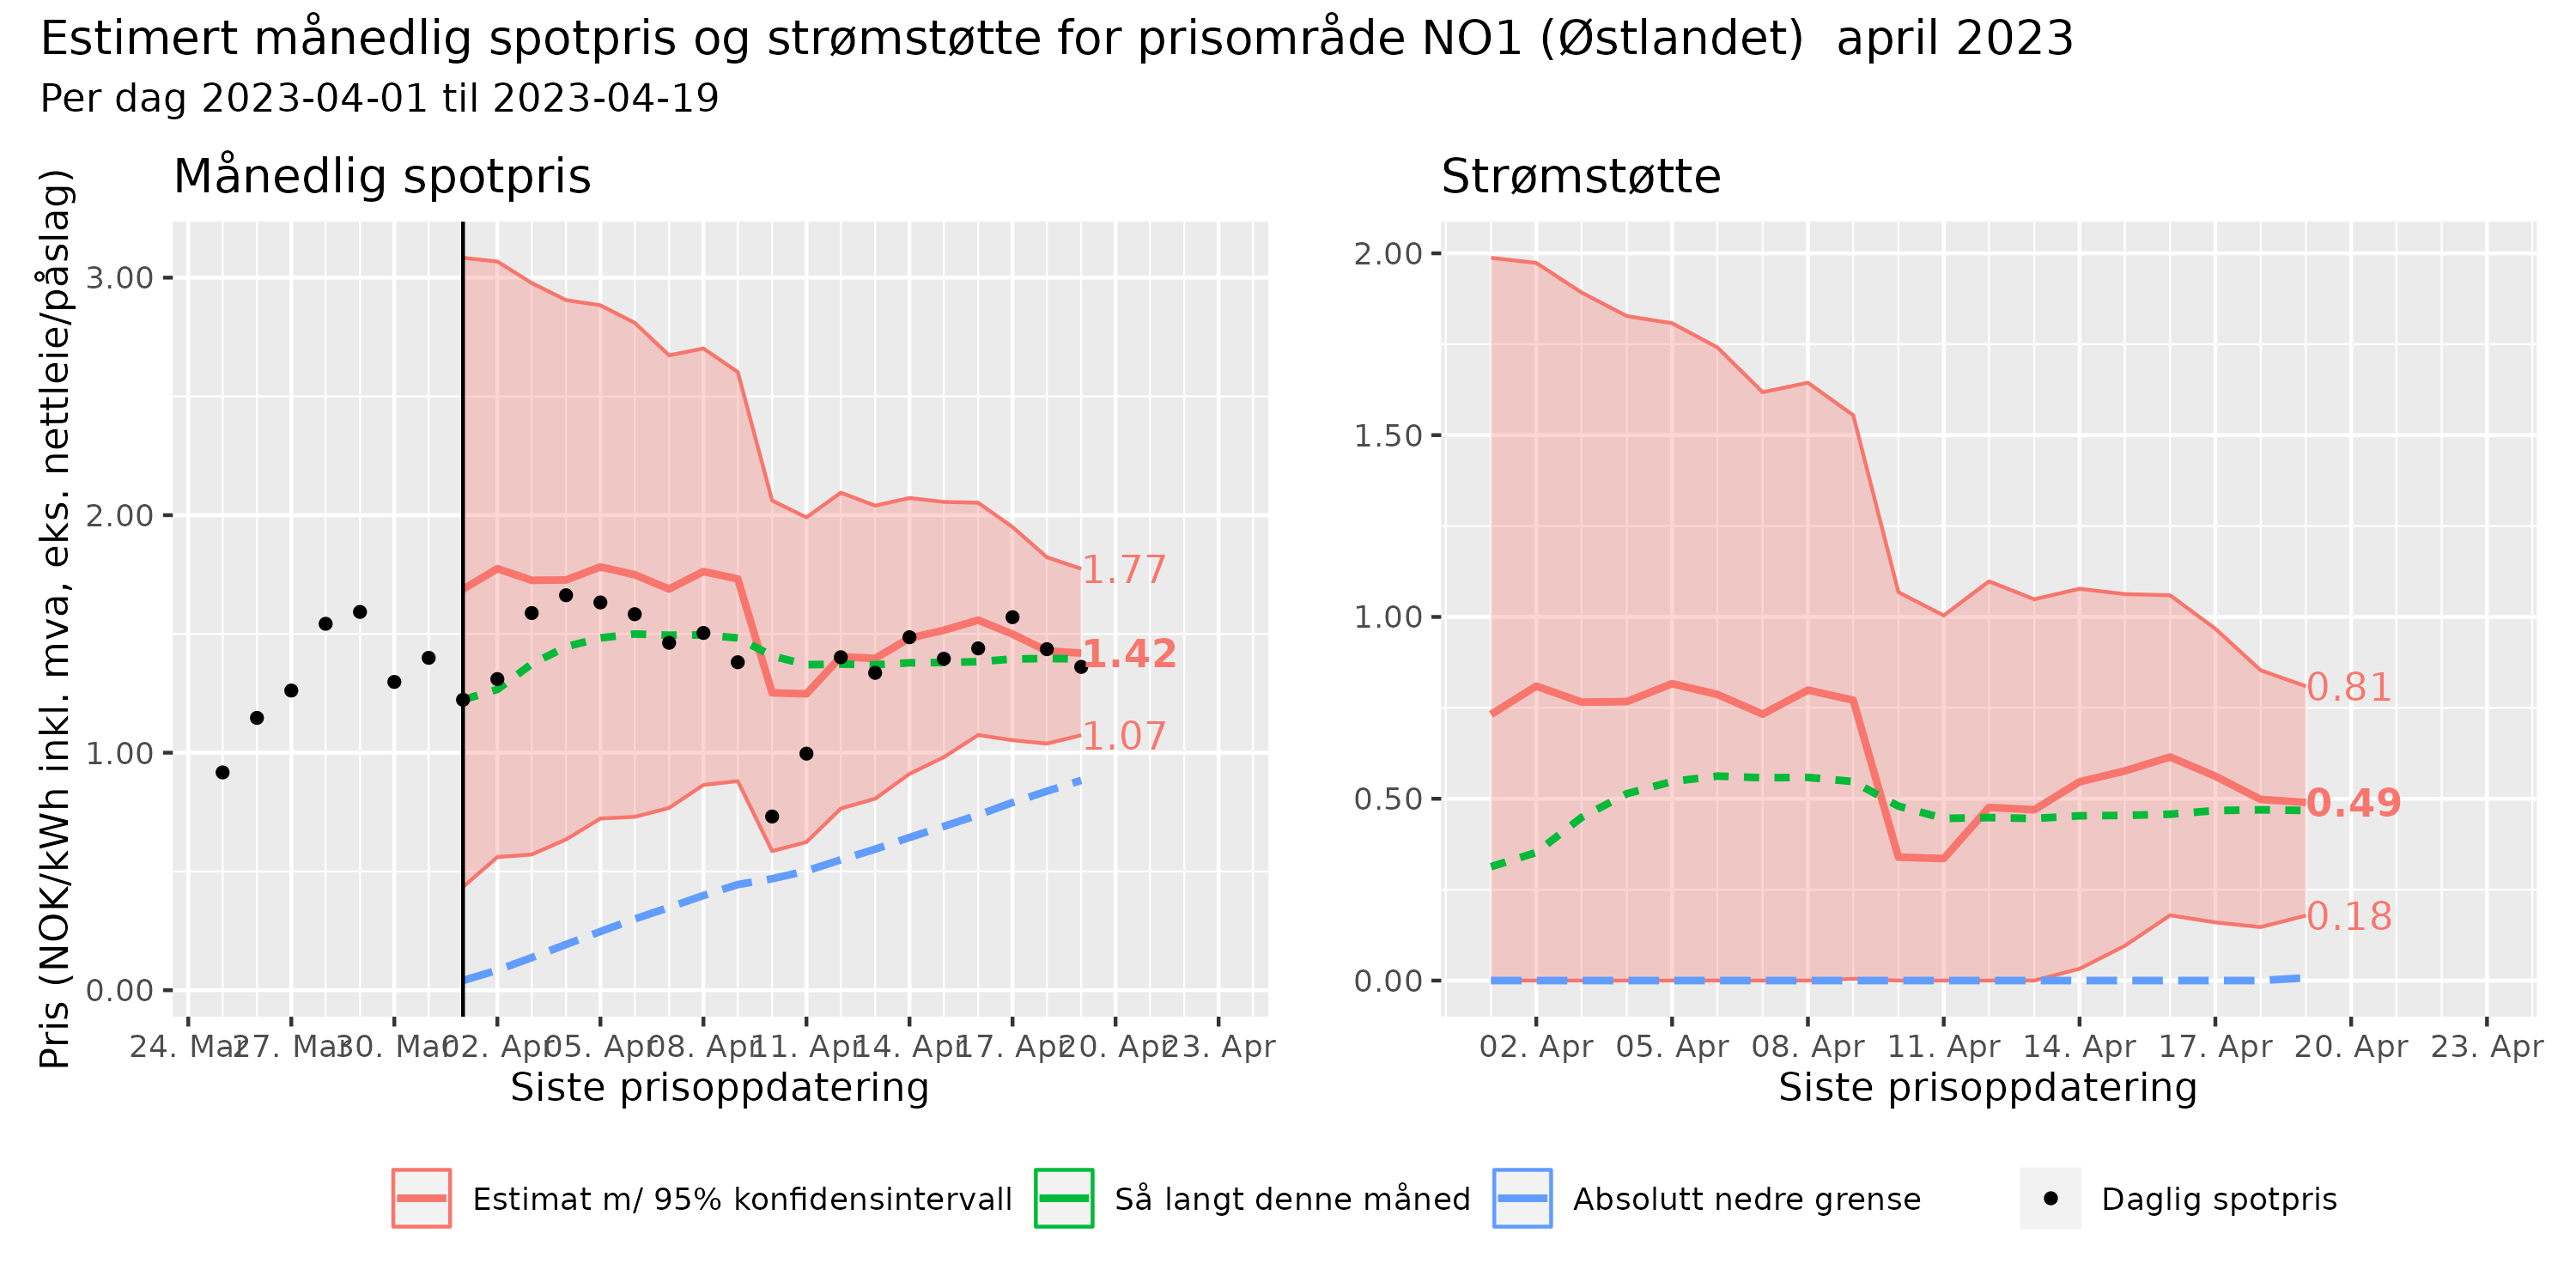 Estimert månedlig spotpris og strømstøtte for prisområde NO1 (Østlandet)  april 2023
Per dag 2023-04-01 til 2023-04-19
Månedlig spotpris
Pris (NOK/kWh inkl. mva, eks. nettleie/påslag)
3.00
2.00
1.00
0.00
1.77
1.42
1.07
24. Mar 27. Mar 30. Mar 02. Apr 05. Apr 08. Apr 11. Apr 14. Apr 17. Apr 20. Apr 23. Apr
Siste prisoppdatering
Strømstøtte
2.00
1.50
1.00
0.50
0.00
0.81
0.49
0.18
02. Apr 05. Apr 08. Apr 11. Apr 14. Apr 17. Apr 20. Apr 23. Apr
Siste prisoppdatering
Estimat m/ 95% konfidensintervall Så langt denne måned Absolutt nedre grense Daglig spotpris